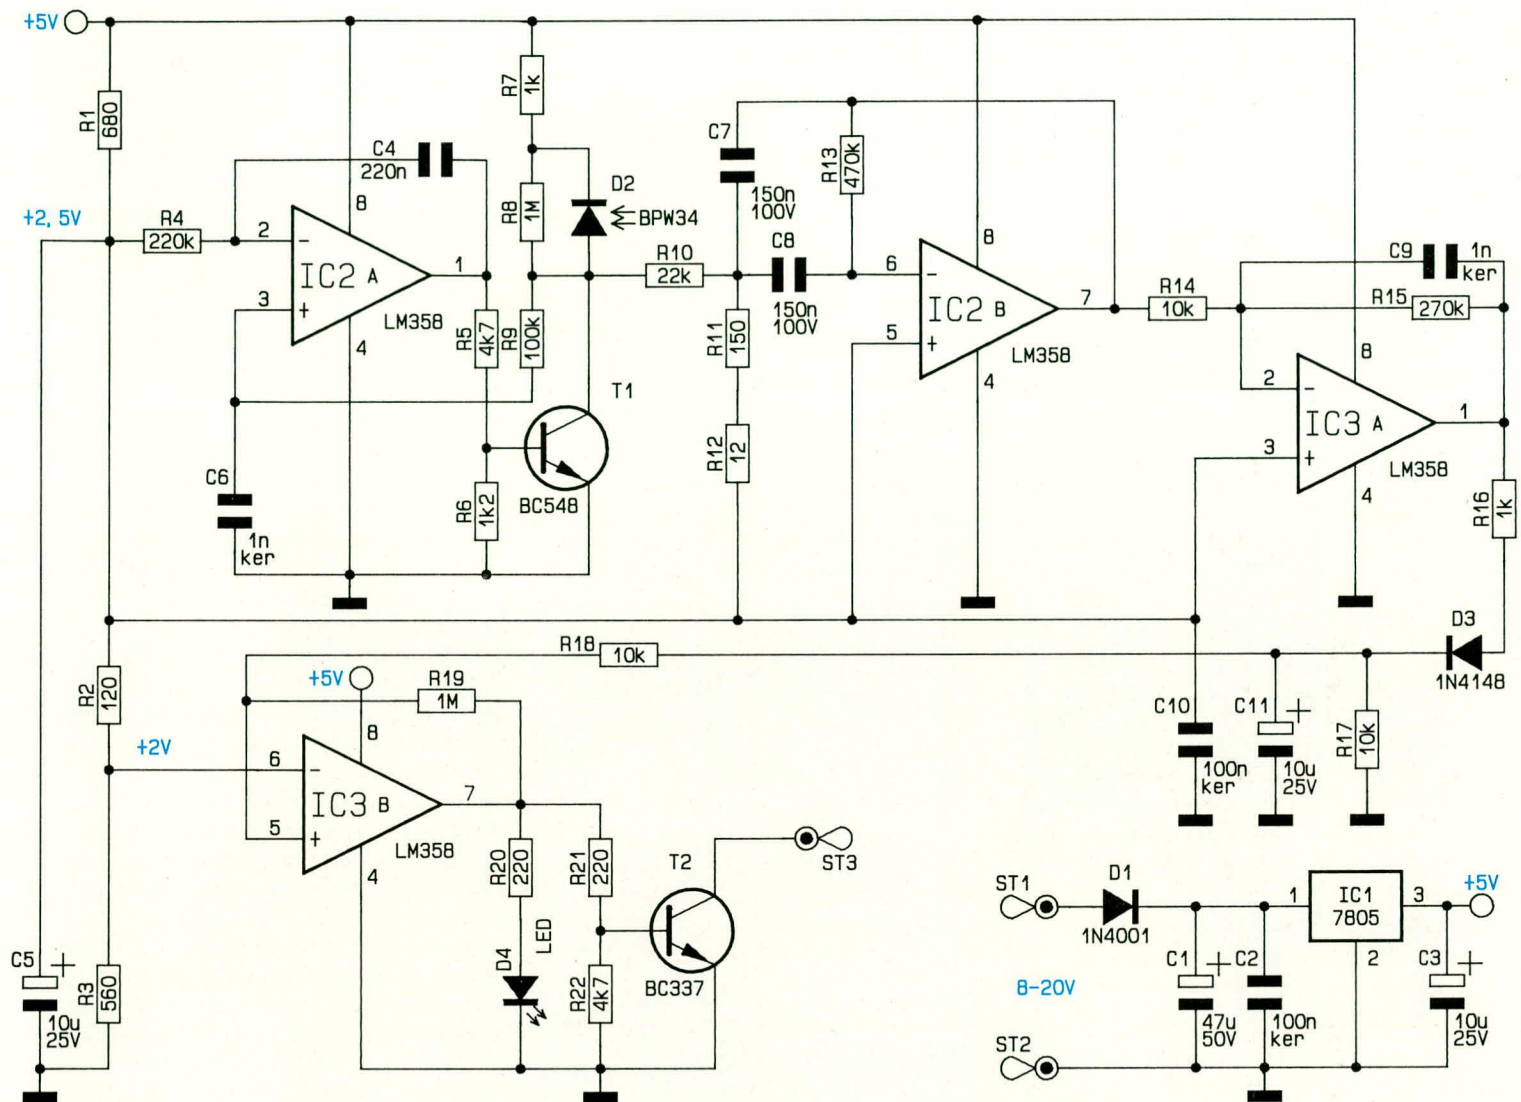 +5V
R1
680
R7
1k
C4
220n
8
+2,5V
R4
220k
2
−
IC2 A
1
3
+
LM358
4
R5
4k7
R8
1M
D2
BPW34
R9
100k
T1
BC548
C6
1n
ker
R6
1k2
R10
22k
C7
150n
100V
C8
150n
100V
R13
470k
R11
150
R12
12
8
6
−
IC2 B
7
5
+
LM358
4
R14
10k
C9
1n
ker
R15
270k
8
2
−
IC3 A
1
3
+
LM358
4
R16
1k
D3
1N4148
R18
10k
R2
120
+5V
R19
1M
+2V
8
6
−
IC3 B
7
5
+
LM358
4
C10
100n
ker
C11
+
10u
25V
R17
10k
R20
220
R21
220
T2
ST3
D4
LED
R22
4k7
BC337
C5
+
10u
25V
R3
560
ST1
D1
1N4001
1
IC1
7805
3
+5V
2
8-20V
C1
+
47u
50V
C2
100n
ker
C3
+
10u
25V
ST2